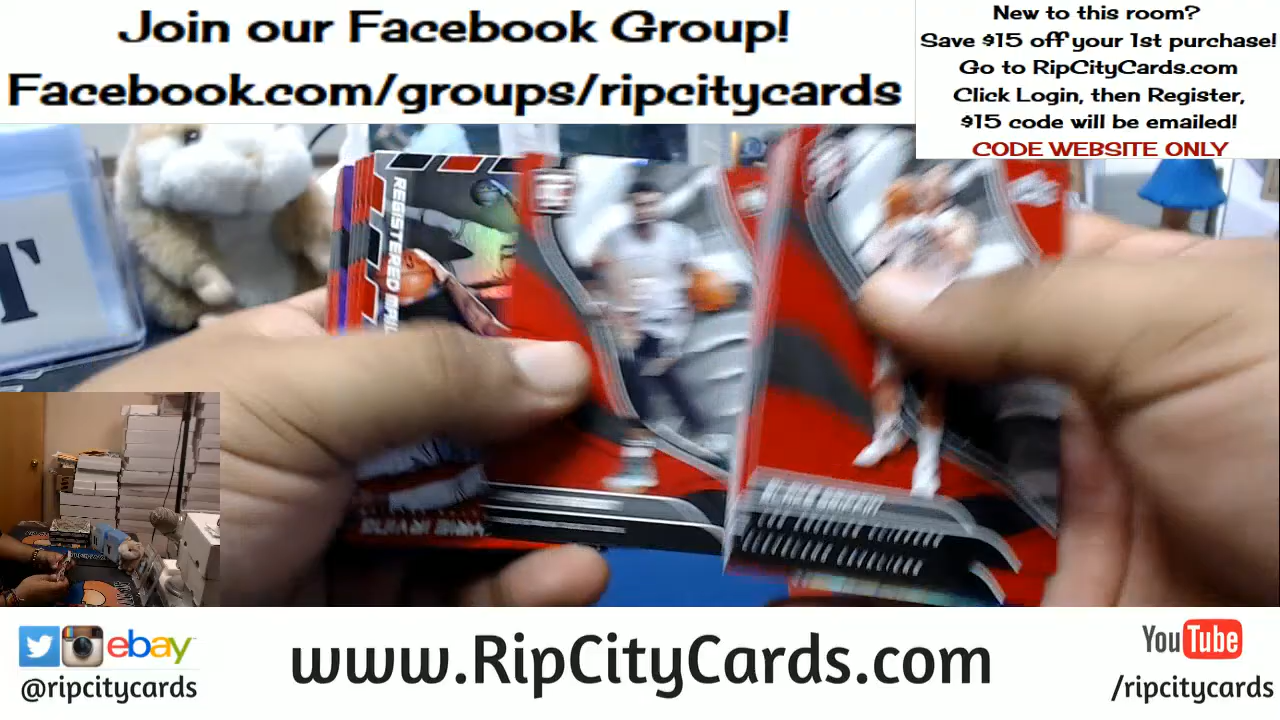 Join our Facebook Group!
Facebook.com/groups/ripcitycards
New to this room?
Save $15 off your 1st purchase!
Go to RipCityCards.com
Click Login, then Register,
$15 code will be emailed!
CODE WEBSITE ONLY
REGISTERED
T
ebay
@ripcitycards
www.RipCityCards.com
YouTube
/ripcitycards